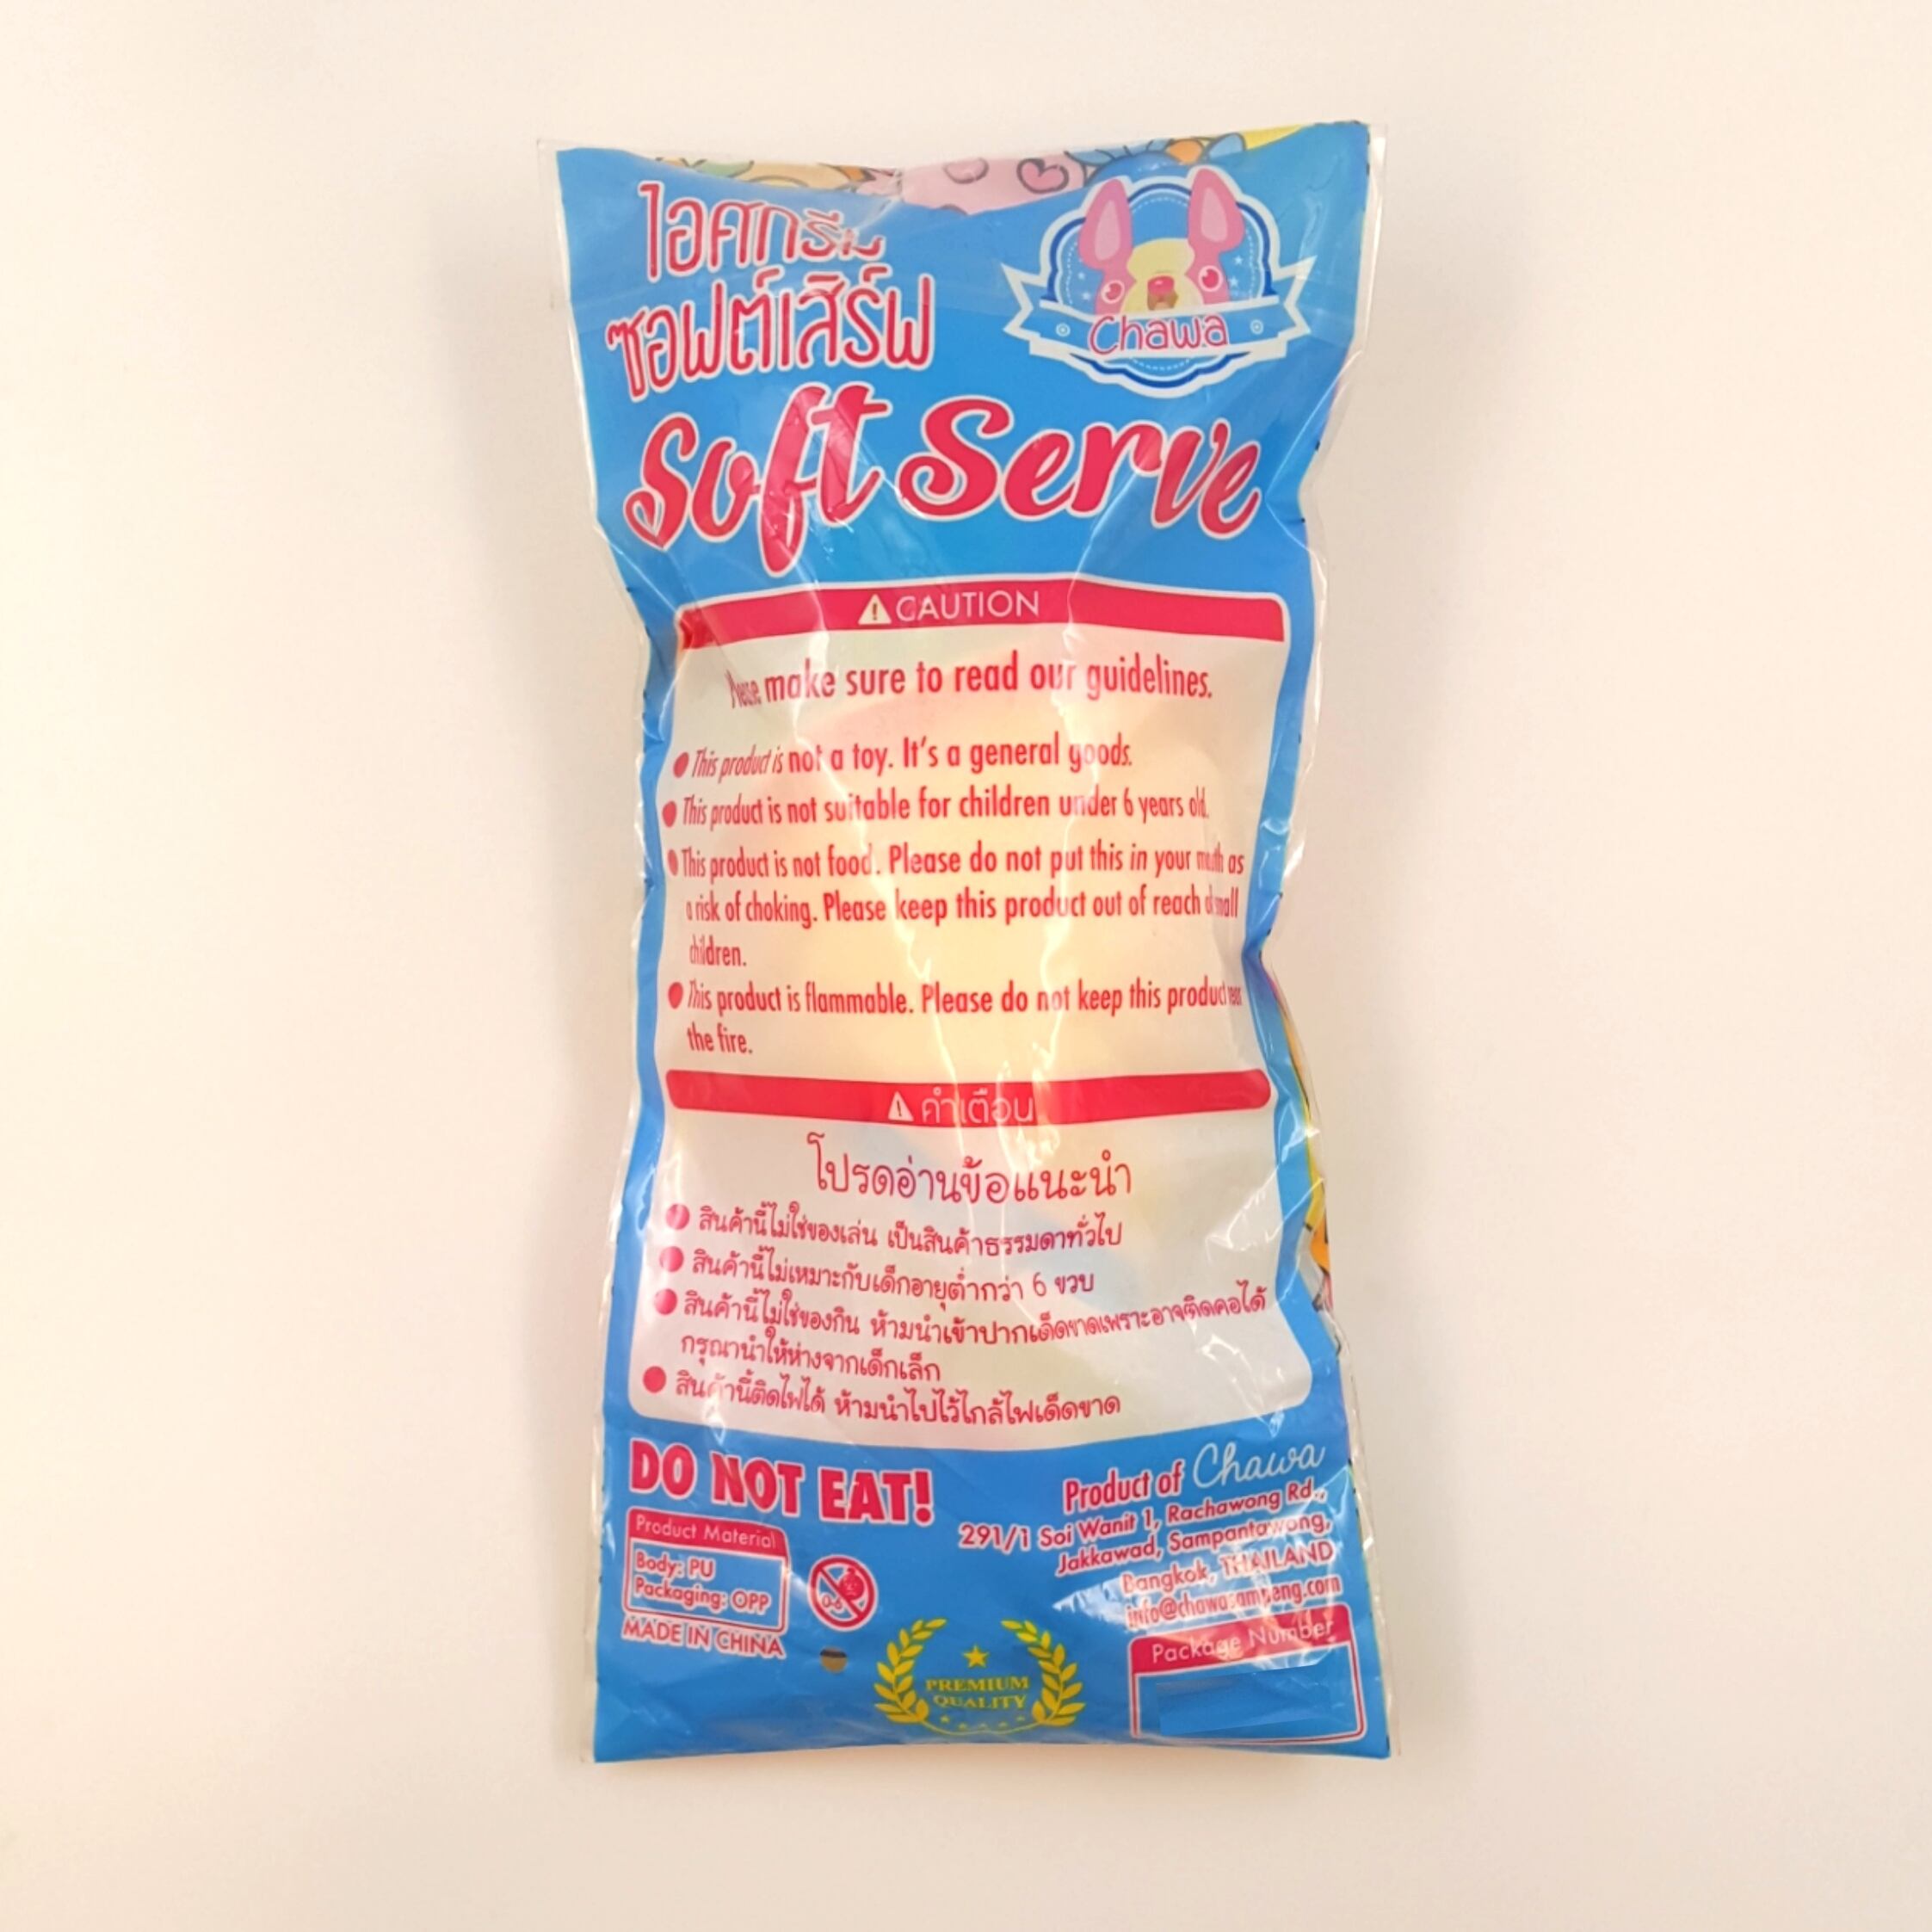 ไอศกรีม
ซอฟต์เสิร์ฟ
Chawa
Soft Serve
CAUTION
Please make sure to read our guidelines.
This product is not a toy. It's a general goods.
This product is not suitable for children under 6 years old.
This product is not food. Please do not put this in your mouth as
a risk of choking. Please keep this product out of reach of small
children.
This product is flammable. Please do not keep this product near
the fire.
คำเตือน
โปรดอ่านข้อแนะนำ
สินค้านี้ไม่ใช่ของเล่น เป็นสินค้าธรรมดาทั่วไป
สินค้านี้ไม่เหมาะกับเด็กอายุต่ำกว่า 6 ขวบ
สินค้านี้ไม่ใช่ของกิน ห้ามนำเข้าปากเด็ดขาดเพราะอาจติดคอได้
กรุณานำให้ห่างจากเด็กเล็ก
สินค้านี้ติดไฟได้ ห้ามนำไปไว้ใกล้ไฟเด็ดขาด
DO NOT EAT!
Product Material
Body: PU
Packaging: OPP
MADE IN CHINA
0-6
PREMIUM
QUALITY
Product of Chawa
291/1 Soi Wanit 1, Rachawong Rd.,
Jakkawad, Sampantawong,
Bangkok, THAILAND
info@chawasampeng.com
Package Number